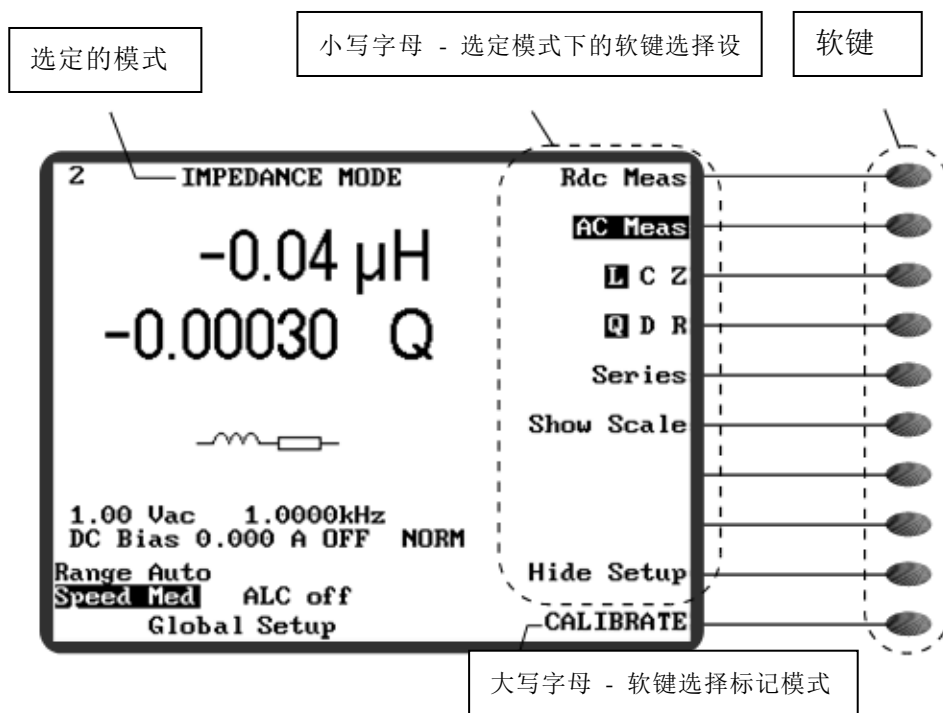 选定的模式
小写字母 - 选定模式下的软键选择设
软键
2 IMPEDANCE MODE
-0.04 µH
-0.00030 Q
1.00 Vac 1.0000kHz
DC Bias 0.000 A OFF NORM
Range Auto
Speed Med ALC off
Global Setup
Rdc Meas
AC Meas
L C Z
Q D R
Series
Show Scale
Hide Setup
CALIBRATE
大写字母 - 软键选择标记模式